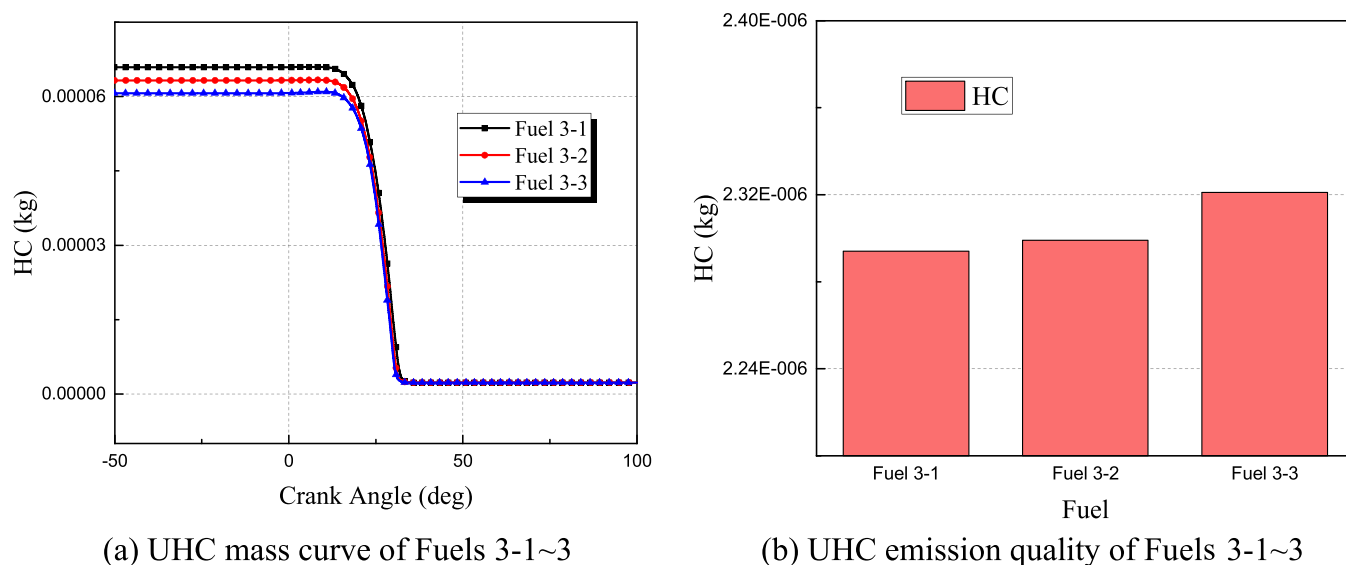 HC (kg)
0.00006
0.00003
0.00000
-50
0
50
100
Crank Angle (deg)
Fuel 3-1
Fuel 3-2
Fuel 3-3
(a) UHC mass curve of Fuels 3-1~3
HC (kg)
2.40E-006
2.32E-006
2.24E-006
HC
Fuel 3-1
Fuel 3-2
Fuel 3-3
Fuel
(b) UHC emission quality of Fuels 3-1~3